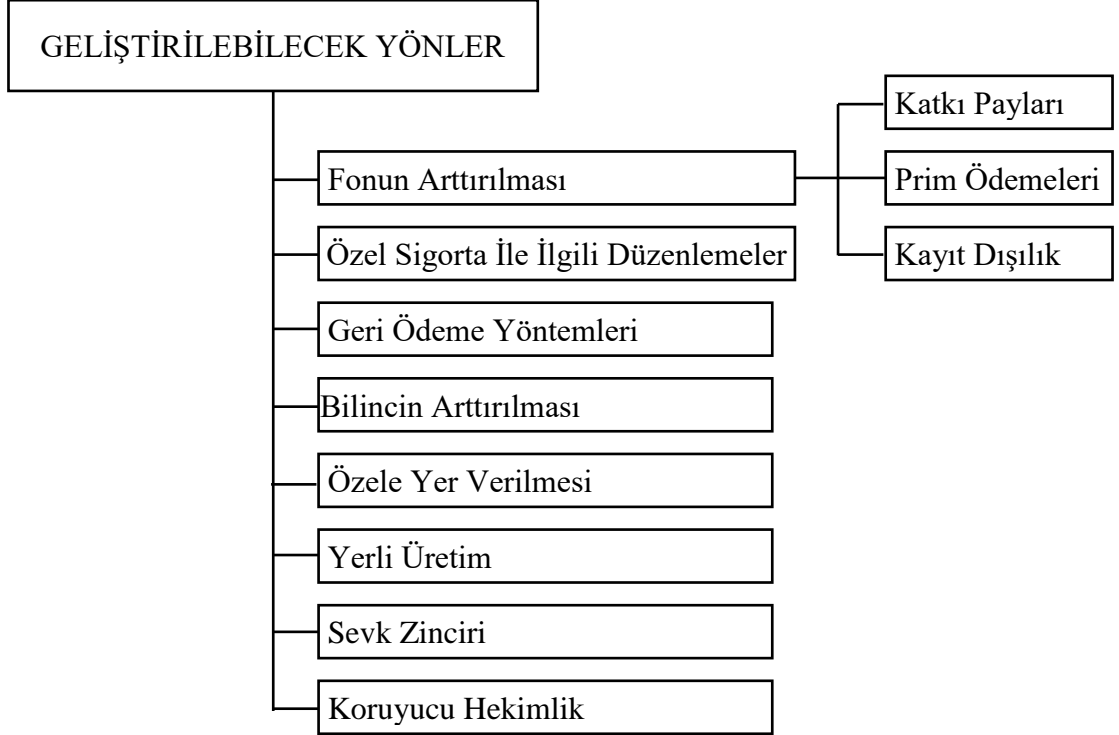 GELİŞTİRİLEBİLECEK YÖNLER
Fonun Arttırılması
Katkı Payları
Prim Ödemeleri
Kayıt Dışılık
Özel Sigorta İle İlgili Düzenlemeler
Geri Ödeme Yöntemleri
Bilincin Arttırılması
Özele Yer Verilmesi
Yerli Üretim
Sevk Zinciri
Koruyucu Hekimlik